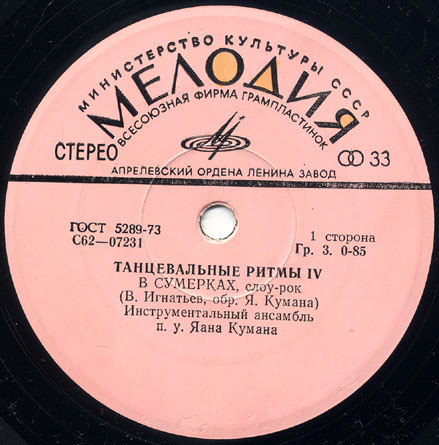 МИНИСТЕРСТВО КУЛЬТУРЫ СССР
МЕЛОДИЯ
ВСЕСОЮЗНАЯ ФИРМА ГРАМПЛАСТИНОК
СТЕРЕО
33
АПРЕЛЕВСКИЙ ОРДЕНА ЛЕНИНА ЗАВОД
ГОСТ 5289-73
С62—07231
1 сторона
Гр. 3. 0-85
ТАНЦЕВАЛЬНЫЕ РИТМЫ IV
В СУМЕРКАХ, слоу-рок
(В. Игнатьев, обр. Я. Кумана)
Инструментальный ансамбль
п. у. Яана Кумана